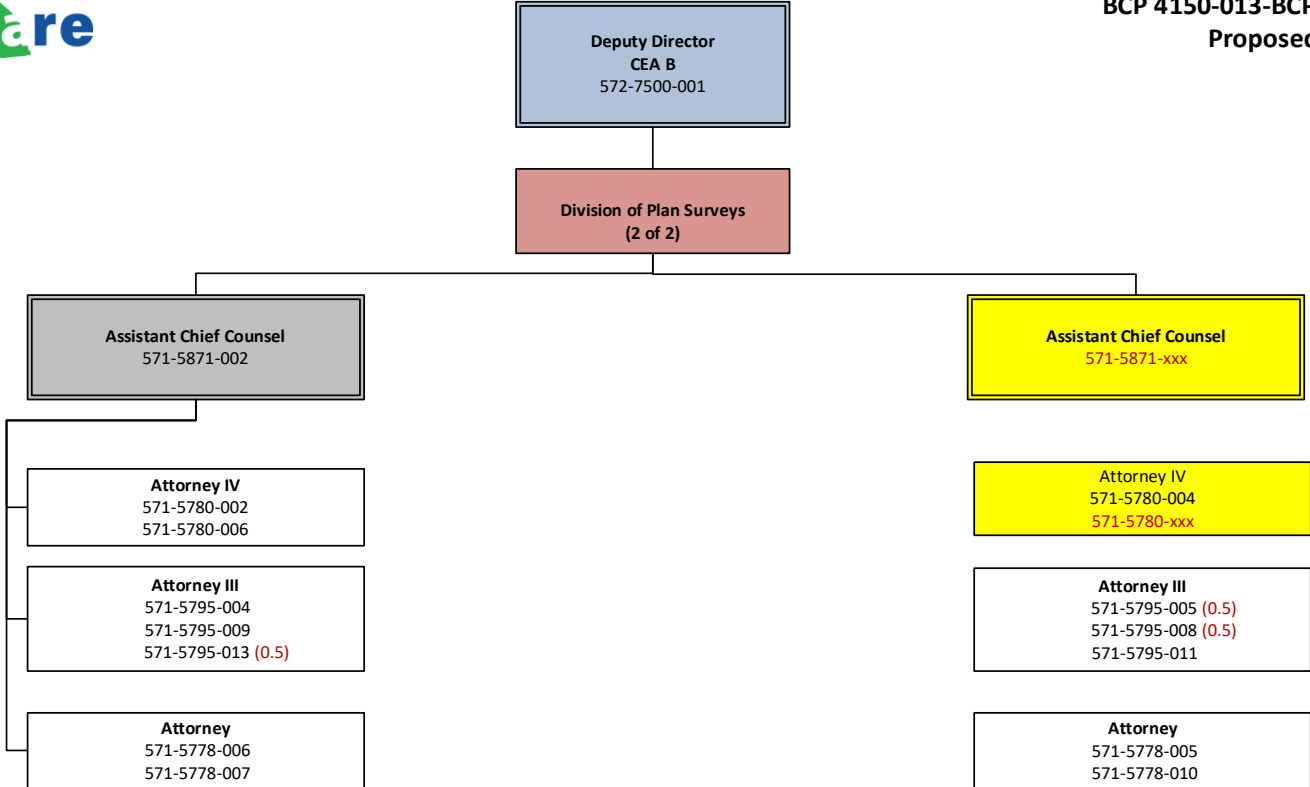 are
BCP 4150-013-BCP
Proposed
Deputy Director
CEA B
572-7500-001
Division of Plan Surveys
(2 of 2)
Assistant Chief Counsel
571-5871-002
Assistant Chief Counsel
571-5871-xxx
Attorney IV
571-5780-002
571-5780-006
Attorney III
571-5795-004
571-5795-009
571-5795-013 (0.5)
Attorney
571-5778-006
571-5778-007
Attorney IV
571-5780-004
571-5780-xxx
Attorney III
571-5795-005 (0.5)
571-5795-008 (0.5)
571-5795-011
Attorney
571-5778-005
571-5778-010